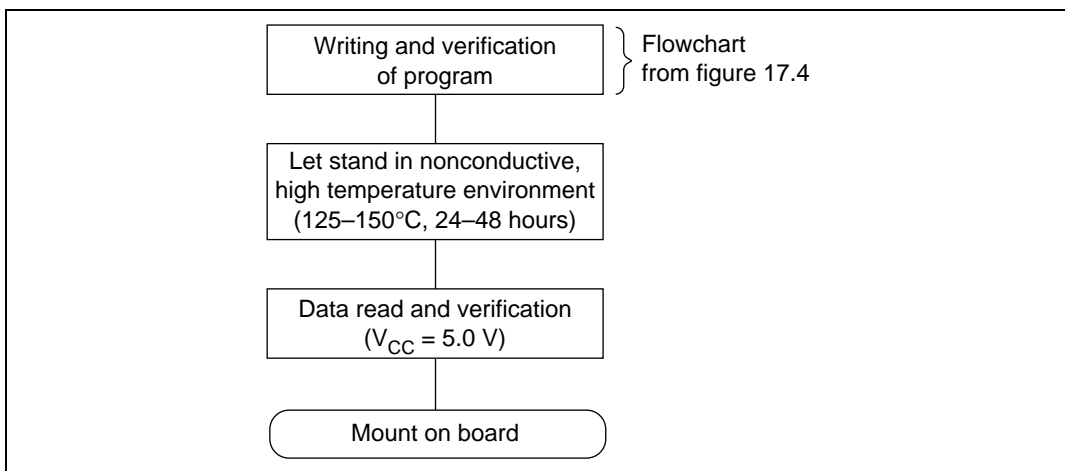 Writing and verification
of program
Flowchart
from figure 17.4
Let stand in nonconductive,
high temperature environment
(125–150°C, 24–48 hours)
Data read and verification
(VCC = 5.0 V)
Mount on board